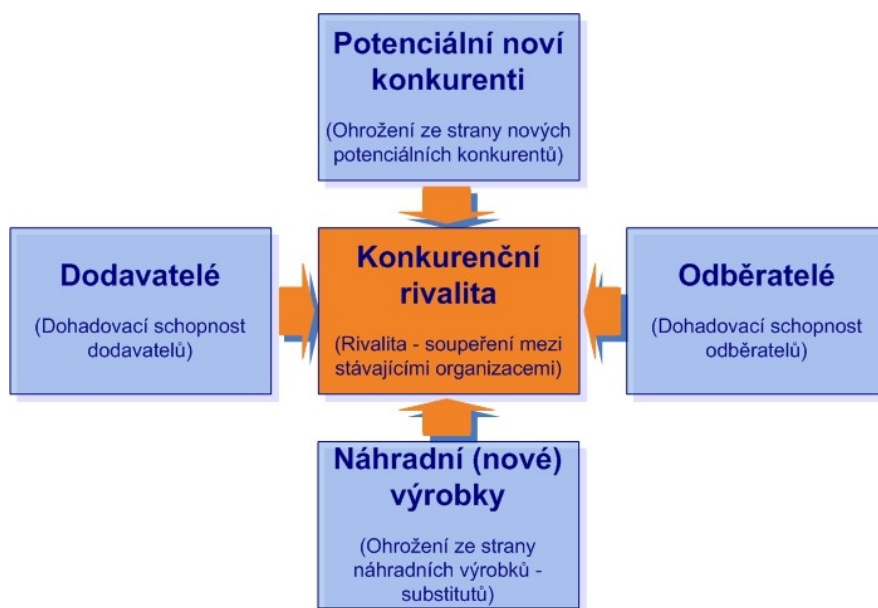 Potenciální noví
konkurenti
(Ohrožení ze strany nových
potenciálních konkurentů)
Dodavatelé
(Dohadovací schopnost
dodavatelů)
Konkurenční
rivalita
(Rivalita - soupeření mezi
stávajícími organizacemi)
Odběratelé
(Dohadovací schopnost
odběratelů)
Náhradní (nové)
výrobky
(Ohrožení ze strany
náhradních výrobků -
substitutů)